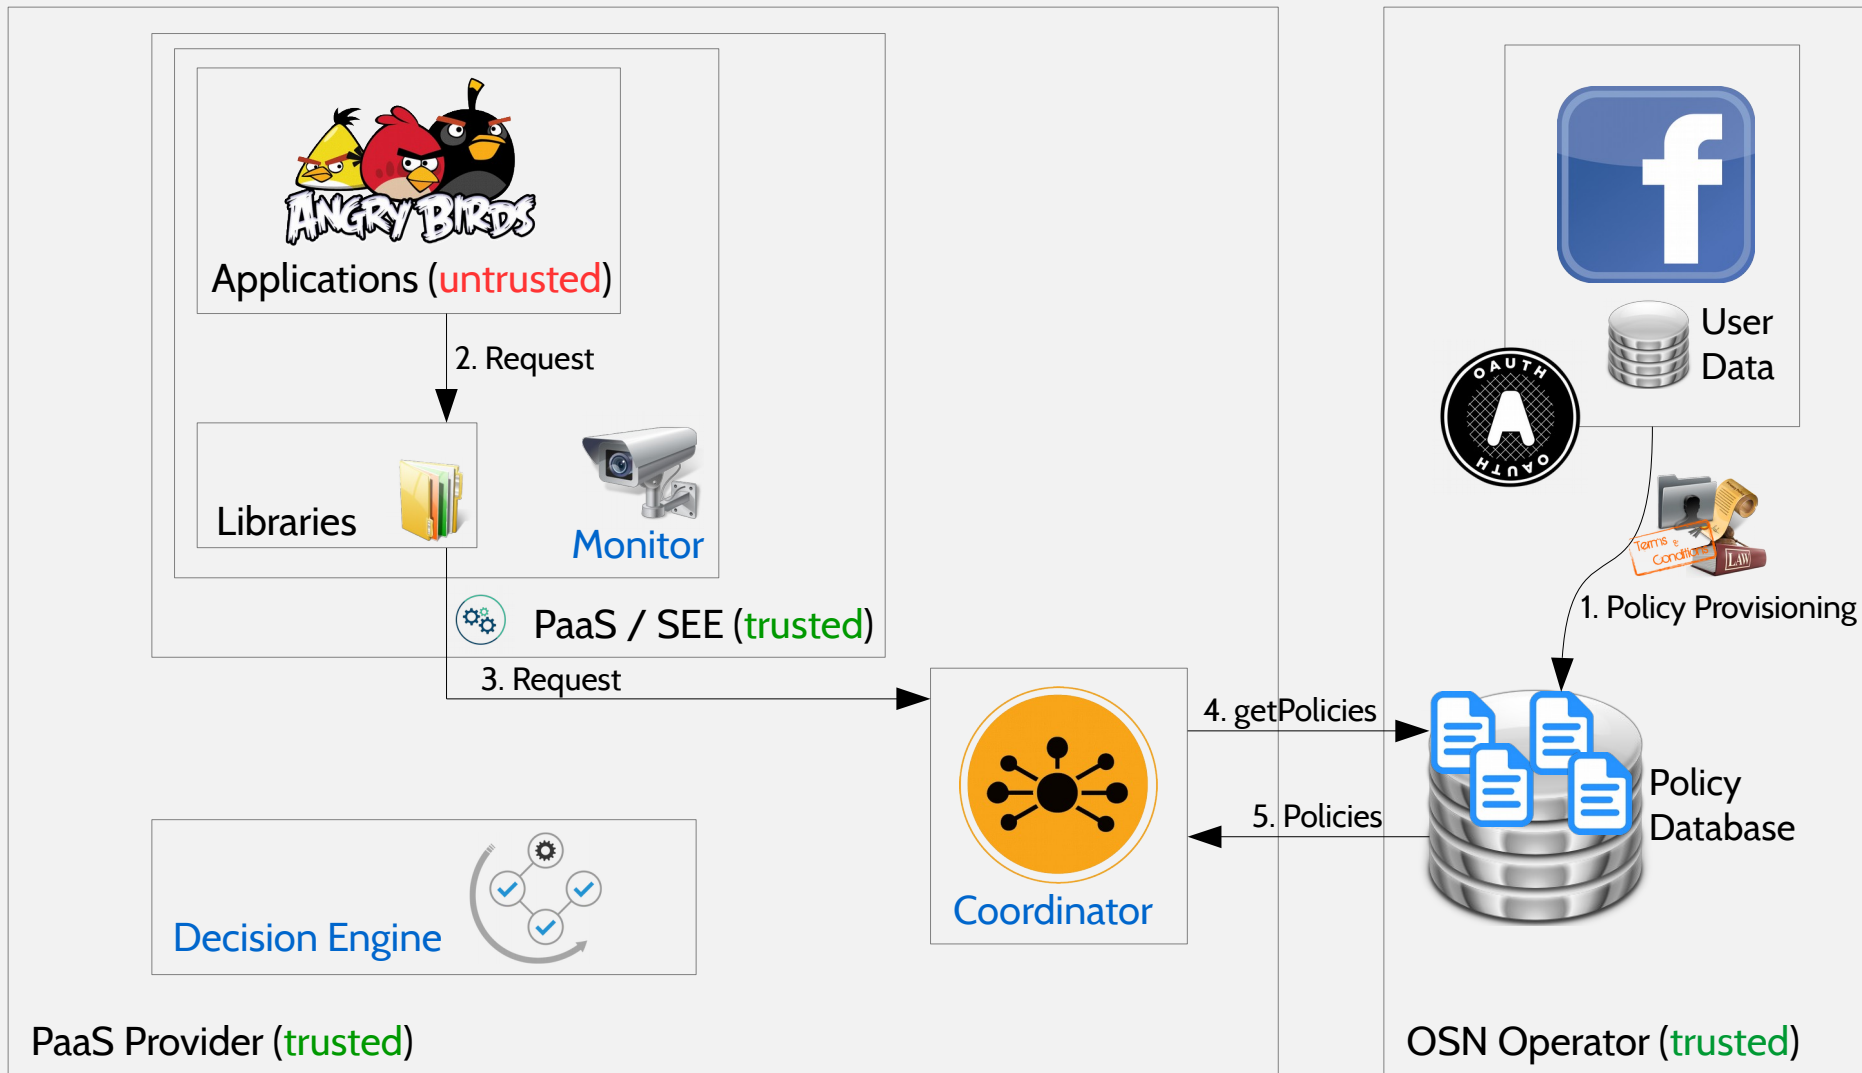 ANGRY BIRDS
Applications (untrusted)
2. Request
Libraries
Monitor
PaaS / SEE (trusted)
3. Request
Coordinator
4. getPolicies
5. Policies
Decision Engine
PaaS Provider (trusted)
f
User
Data
OAUTH
A
OAUTH
Terms &
Conditions
LAW
1. Policy Provisioning
Policy
Database
OSN Operator (trusted)